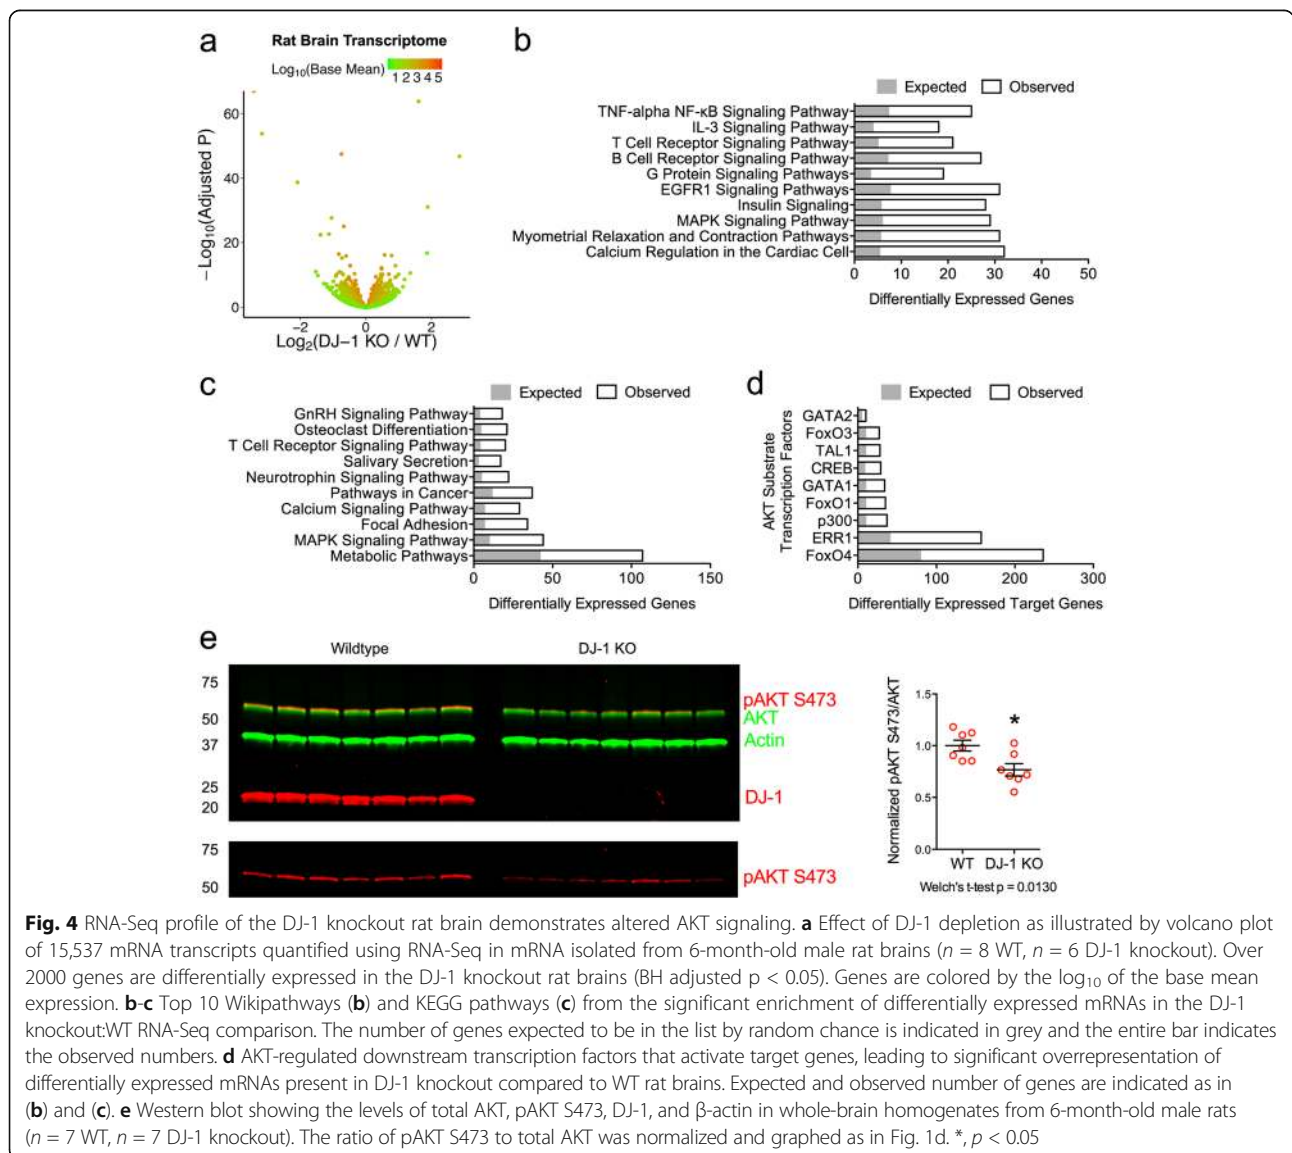 a
Rat Brain Transcriptome
Log10(Base Mean)
1 2 3 4 5
−Log10(Adjusted P)
60
40
20
0
−2 0 2
Log2(DJ−1 KO / WT)
b
Expected Observed
TNF-alpha NF-κB Signaling Pathway
IL-3 Signaling Pathway
T Cell Receptor Signaling Pathway
B Cell Receptor Signaling Pathway
G Protein Signaling Pathways
EGFR1 Signaling Pathways
Insulin Signaling
MAPK Signaling Pathway
Myometrial Relaxation and Contraction Pathways
Calcium Regulation in the Cardiac Cell
0 10 20 30 40 50
Differentially Expressed Genes
c
Expected Observed
GnRH Signaling Pathway
Osteoclast Differentiation
T Cell Receptor Signaling Pathway
Salivary Secretion
Neurotrophin Signaling Pathway
Pathways in Cancer
Calcium Signaling Pathway
Focal Adhesion
MAPK Signaling Pathway
Metabolic Pathways
0 50 100 150
Differentially Expressed Genes
d
Expected Observed
AKT Substrate
Transcription Factors
GATA2
FoxO3
TAL1
CREB
GATA1
FoxO1
p300
ERR1
FoxO4
0 100 200 300
Differentially Expressed Target Genes
e
Wildtype DJ-1 KO
75
50
37
25
20
pAKT S473
AKT
Actin
DJ-1
75
50
pAKT S473
Normalized pAKT S473/AKT
1.5
1.0
0.5
0.0
*
WT DJ-1 KO
Welch's t-test p = 0.0130
Fig. 4 RNA-Seq profile of the DJ-1 knockout rat brain demonstrates altered AKT signaling. a Effect of DJ-1 depletion as illustrated by volcano plot
of 15,537 mRNA transcripts quantified using RNA-Seq in mRNA isolated from 6-month-old male rat brains (n = 8 WT, n = 6 DJ-1 knockout). Over
2000 genes are differentially expressed in the DJ-1 knockout rat brains (BH adjusted p < 0.05). Genes are colored by the log10 of the base mean
expression. b-c Top 10 Wikipathways (b) and KEGG pathways (c) from the significant enrichment of differentially expressed mRNAs in the DJ-1
knockout:WT RNA-Seq comparison. The number of genes expected to be in the list by random chance is indicated in grey and the entire bar indicates
the observed numbers. d AKT-regulated downstream transcription factors that activate target genes, leading to significant overrepresentation of
differentially expressed mRNAs present in DJ-1 knockout compared to WT rat brains. Expected and observed number of genes are indicated as in
(b) and (c). e Western blot showing the levels of total AKT, pAKT S473, DJ-1, and β-actin in whole-brain homogenates from 6-month-old male rats
(n = 7 WT, n = 7 DJ-1 knockout). The ratio of pAKT S473 to total AKT was normalized and graphed as in Fig. 1d. *, p < 0.05